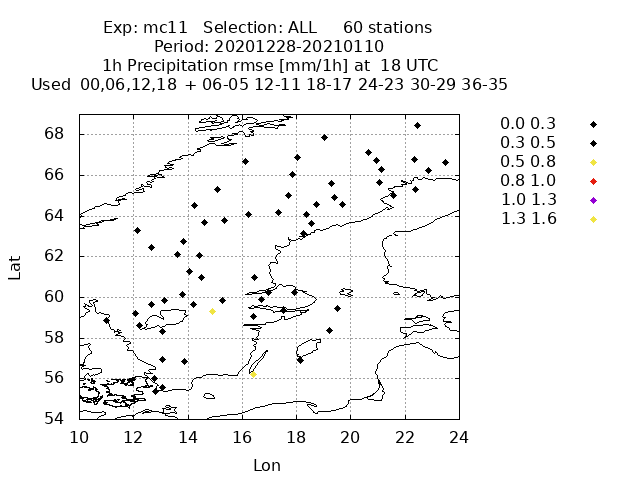 Exp: mc11   Selection: ALL     60 stations
Period: 20201228-20210110
1h Precipitation rmse [mm/1h] at  18 UTC
Used  00,06,12,18  + 06-05 12-11 18-17 24-23 30-29 36-35
0.0 0.3
0.3 0.5
0.5 0.8
0.8 1.0
1.0 1.3
1.3 1.6
Lat
68
66
64
62
60
58
56
54
10 12 14 16 18 20 22 24
Lon